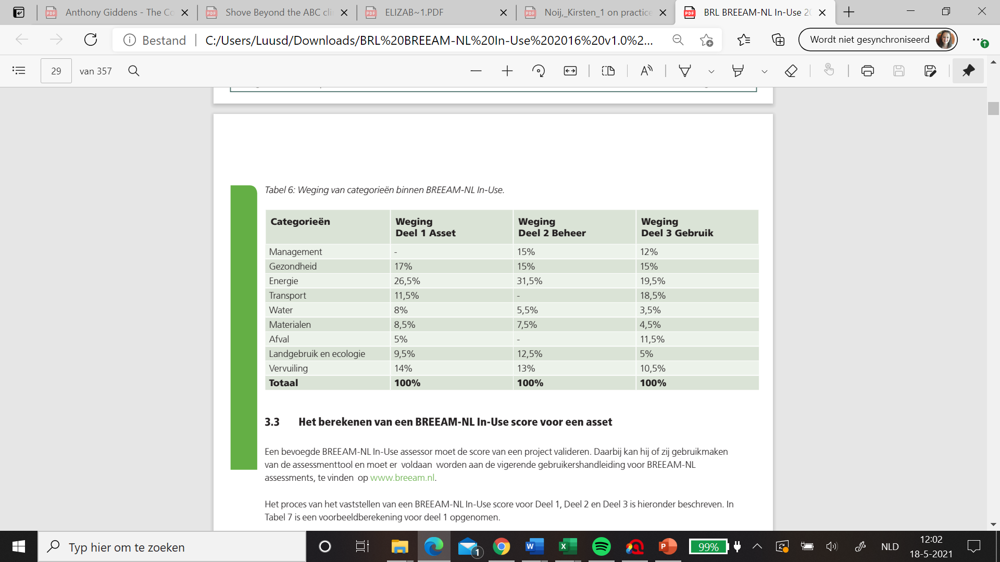 Anthony Giddens - The Co
Shove Beyond the ABC cli
ELIZAB~1.PDF
Noij,_Kirsten_1 on practice
BRL BREEAM-NL In-Use 20
Bestand
C:/Users/Luusd/Downloads/BRL%20BREEAM-NL%20In-Use%202016%20v1.0%2...
Wordt niet gesynchroniseerd
29 van 357
Tabel 6: Weging van categorieën binnen BREEAM-NL In-Use.
Categorieën Weging Deel 1 Asset Weging Deel 2 Beheer Weging Deel 3 Gebruik
Management - 15% 12%
Gezondheid 17% 15% 15%
Energie 26,5% 31,5% 19,5%
Transport 11,5% - 18,5%
Water 8% 5,5% 3,5%
Materialen 8,5% 7,5% 4,5%
Afval 5% - 11,5%
Landgebruik en ecologie 9,5% 12,5% 5%
Vervuiling 14% 13% 10,5%
Totaal 100% 100% 100%
3.3 Het berekenen van een BREEAM-NL In-Use score voor een asset
Een bevoegde BREEAM-NL In-Use assessor moet de score van een project valideren. Daarbij kan hij of zij gebruikmaken
van de assessmenttool en moet er voldaan worden aan de vigerende gebruikershandleiding voor BREEAM-NL
assessments, te vinden op www.breeam.nl.
Het proces van het vaststellen van een BREEAM-NL In-Use score voor Deel 1, Deel 2 en Deel 3 is hieronder beschreven. In
Tabel 7 is een voorbeeldberekening voor deel 1 opgenomen.
Typ hier om te zoeken
1
99%
NLD
12:02
18-5-2021